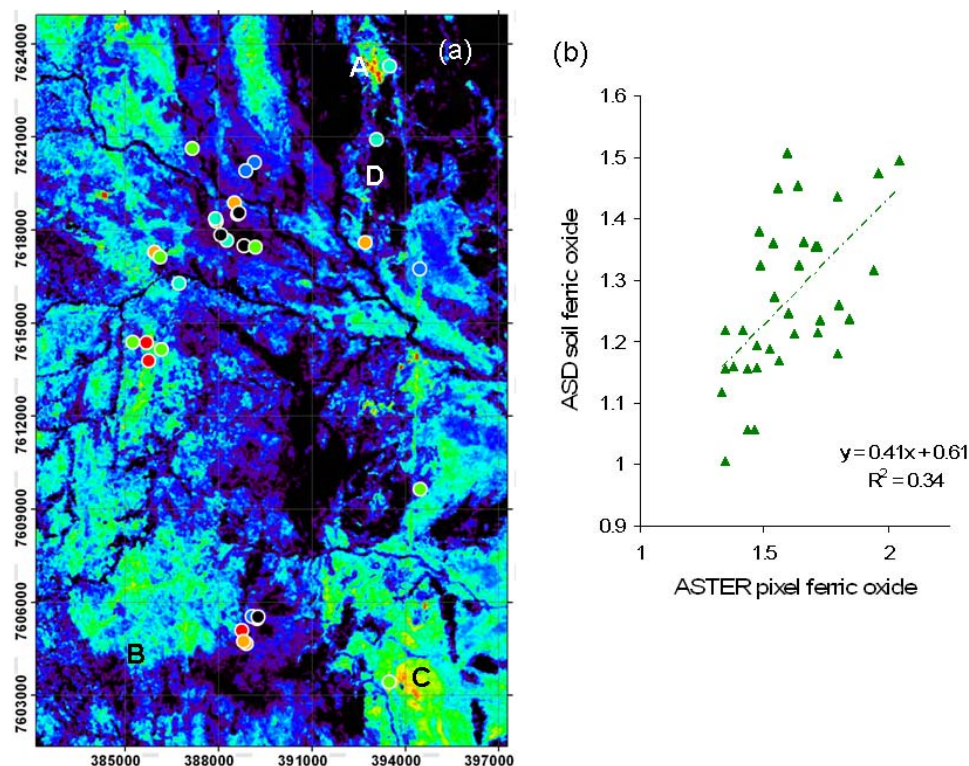 (a)
A
D
B
C
7624000
7621000
7618000
7615000
7612000
7609000
7606000
7603000
385000 388000 391000 394000 397000
(b)
ASD soil ferric oxide
1.6
1.5
1.4
1.3
1.2
1.1
1
0.9
y = 0.41x + 0.61
R² = 0.34
1 1.5 2
ASTER pixel ferric oxide